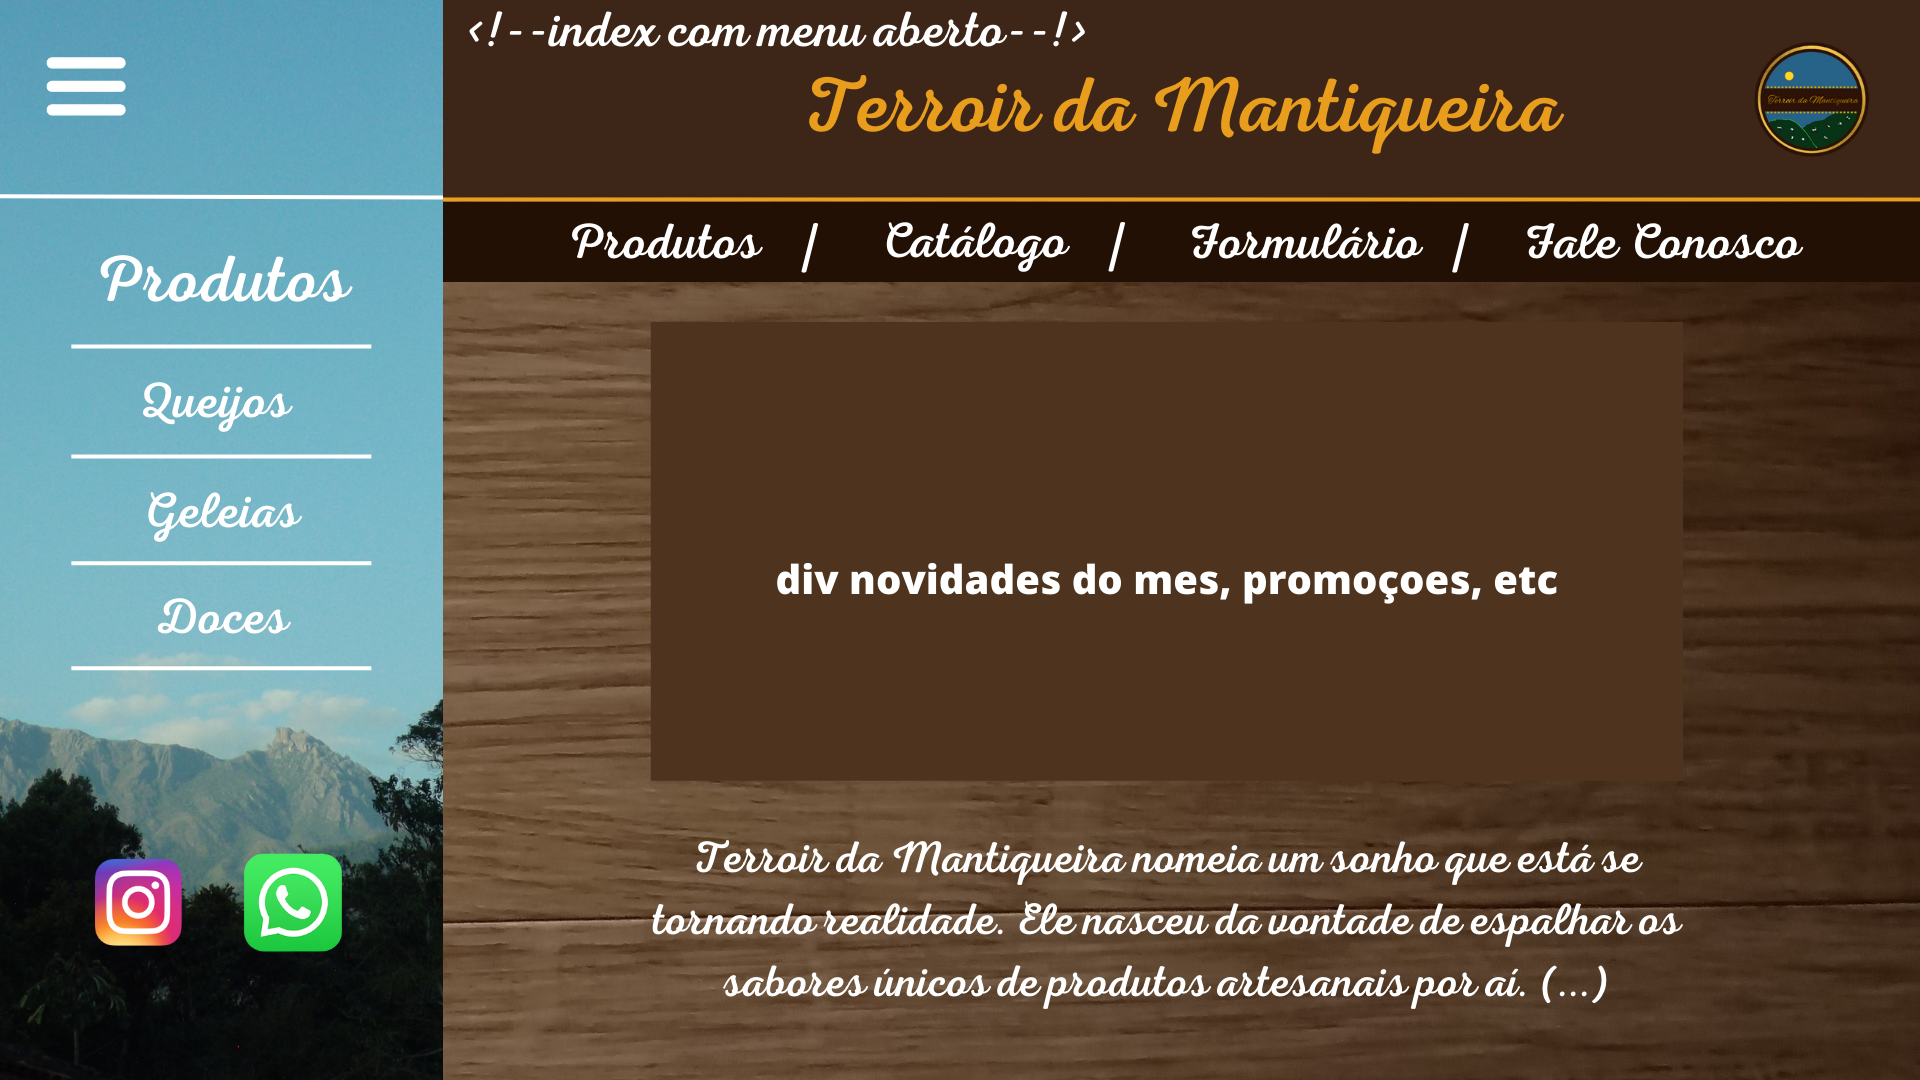 <!--index com menu aberto--!>
Terroir da Mantiqueira
Terroir da Mantiqueira
Produtos / Catálogo / Formulário / Fale Conosco
Produtos
Queijos
Geleias
Doces
div novidades do mes, promoçoes, etc
Terroir da Mantiqueira nomeia um sonho que está se
tornando realidade. Ele nasceu da vontade de espalhar os
sabores únicos de produtos artesanais por aí. (...)